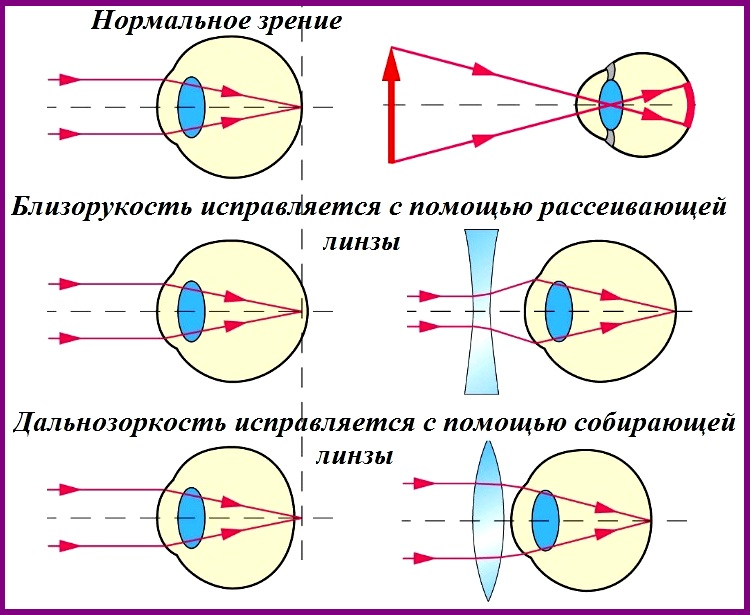 Нормальное зрение
Близорукость исправляется с помощью рассеивающей
линзы
Дальнозоркость исправляется с помощью собирающей
линзы